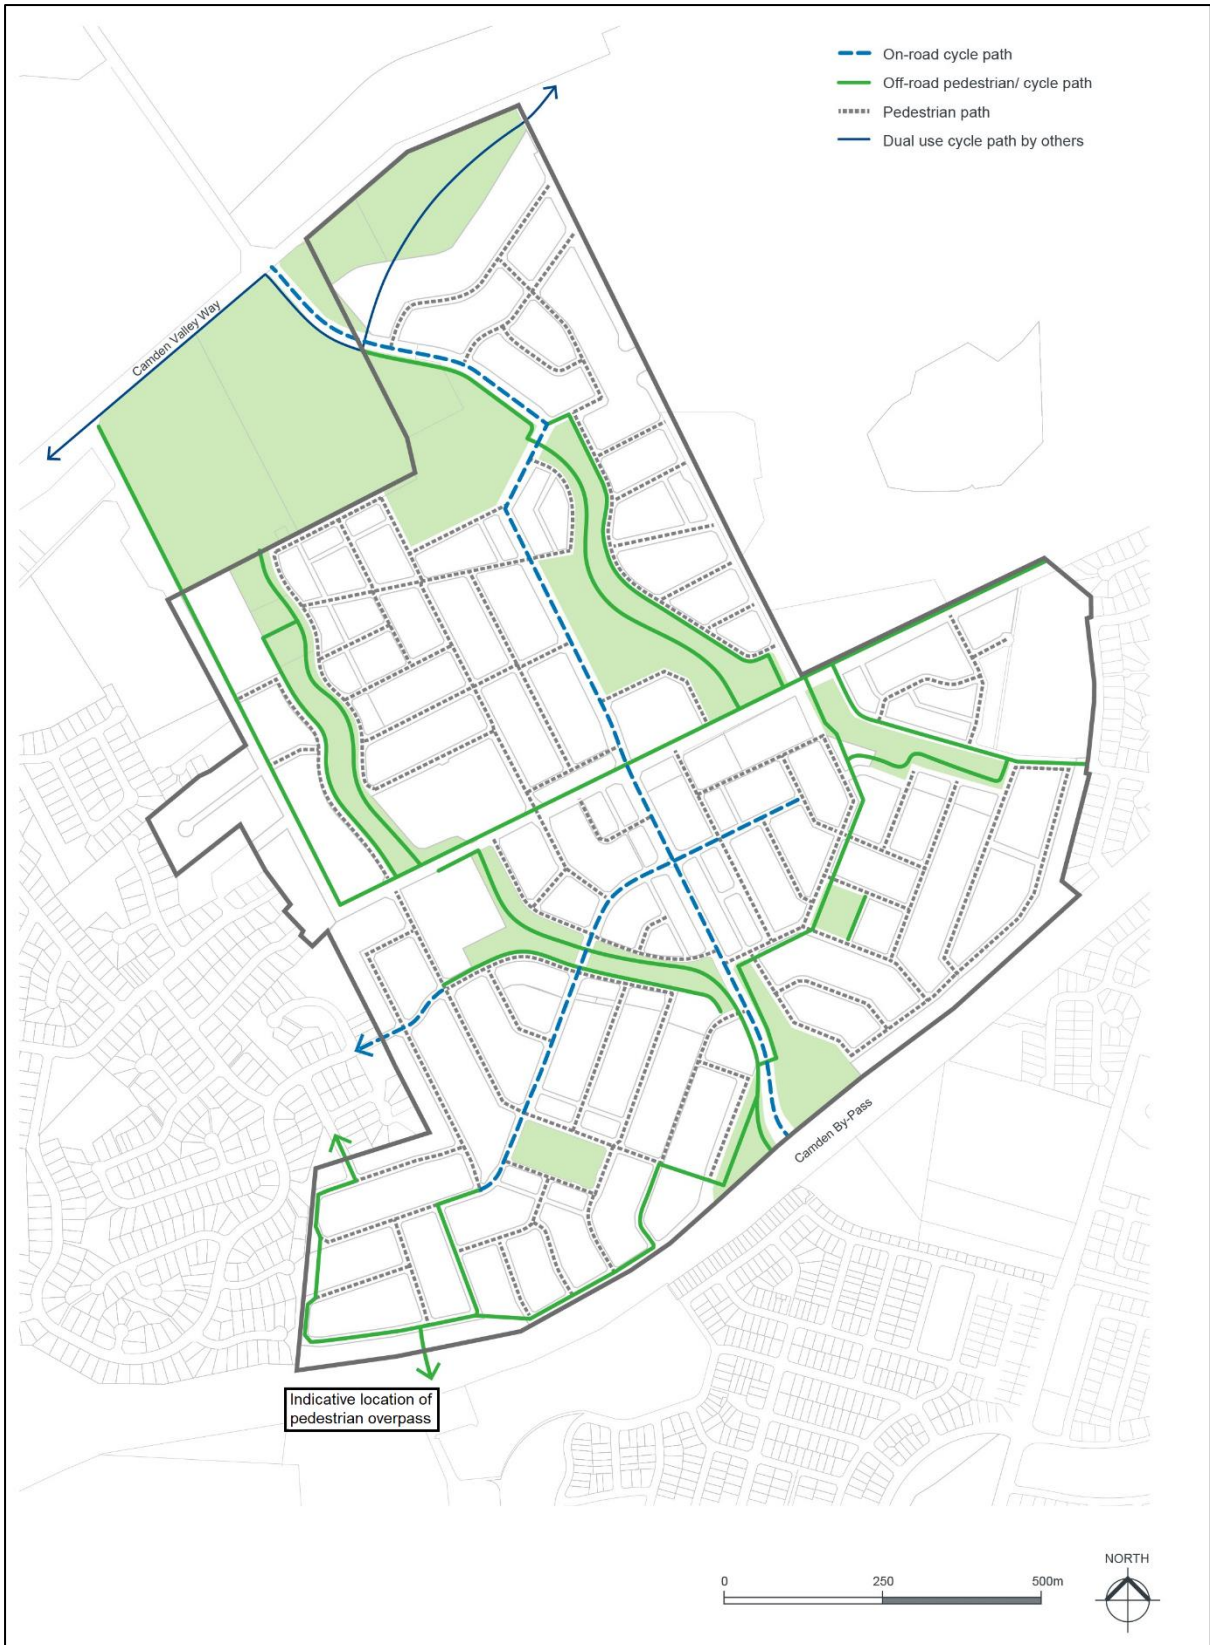 On-road cycle path
Off-road pedestrian/ cycle path
Pedestrian path
Dual use cycle path by others
Camden Valley Way
Camden By-Pass
Indicative location of
pedestrian overpass
NORTH
0 250 500m